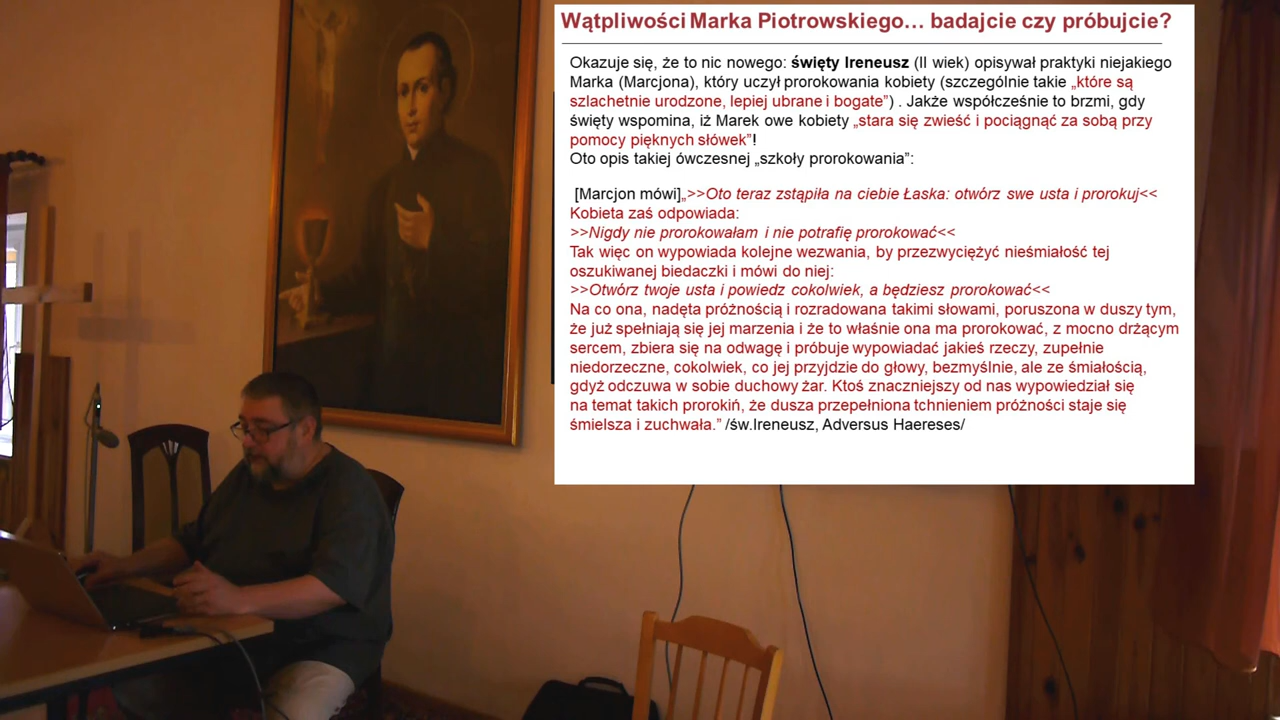 Wątpliwości Marka Piotrowskiego… badajcie czy próbujcie?
Okazuje się, że to nic nowego: święty Ireneusz (II wiek) opisywał praktyki niejakiego
Marka (Marcjona), który uczył prorokowania kobiety (szczególnie takie „które są
szlachetnie urodzone, lepiej ubrane i bogate”) . Jakże współcześnie to brzmi, gdy
święty wspomina, iż Marek owe kobiety „stara się zwieść i pociągnąć za sobą przy
pomocy pięknych słówek”!
Oto opis takiej ówczesnej „szkoły prorokowania”:
[Marcjon mówi]„>>Oto teraz zstąpiła na ciebie Łaska: otwórz swe usta i prorokuj<<
Kobieta zaś odpowiada:
>>Nigdy nie prorokowałam i nie potrafię prorokować<<
Tak więc on wypowiada kolejne wezwania, by przezwyciężyć nieśmiałość tej
oszukiwanej biedaczki i mówi do niej:
>>Otwórz twoje usta i powiedz cokolwiek, a będziesz prorokować<<
Na co ona, nadęta próżnością i rozradowana takimi słowami, poruszona w duszy tym,
że już spełniają się jej marzenia i że to właśnie ona ma prorokować, z mocno drżącym
sercem, zbiera się na odwagę i próbuje wypowiadać jakieś rzeczy, zupełnie
niedorzeczne, cokolwiek, co jej przyjdzie do głowy, bezmyślnie, ale ze śmiałością,
gdyż odczuwa w sobie duchowy żar. Ktoś znaczniejszy od nas wypowiedział się
na temat takich prorokiń, że dusza przepełniona tchnieniem próżności staje się
śmielsza i zuchwała.” /św.Ireneusz, Adversus Haereses/